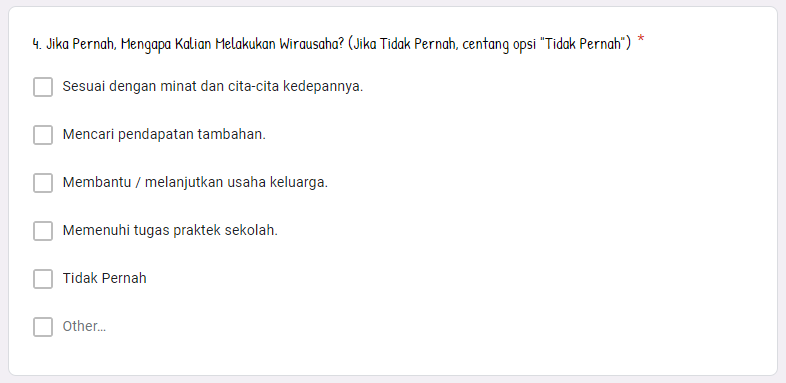 4. Jika Pernah, Mengapa Kalian Melakukan Wirausaha? (Jika Tidak Pernah, centang opsi "Tidak Pernah") *
Sesuai dengan minat dan cita-cita kedepannya.
Mencari pendapatan tambahan.
Membantu / melanjutkan usaha keluarga.
Memenuhi tugas praktek sekolah.
Tidak Pernah
Other...